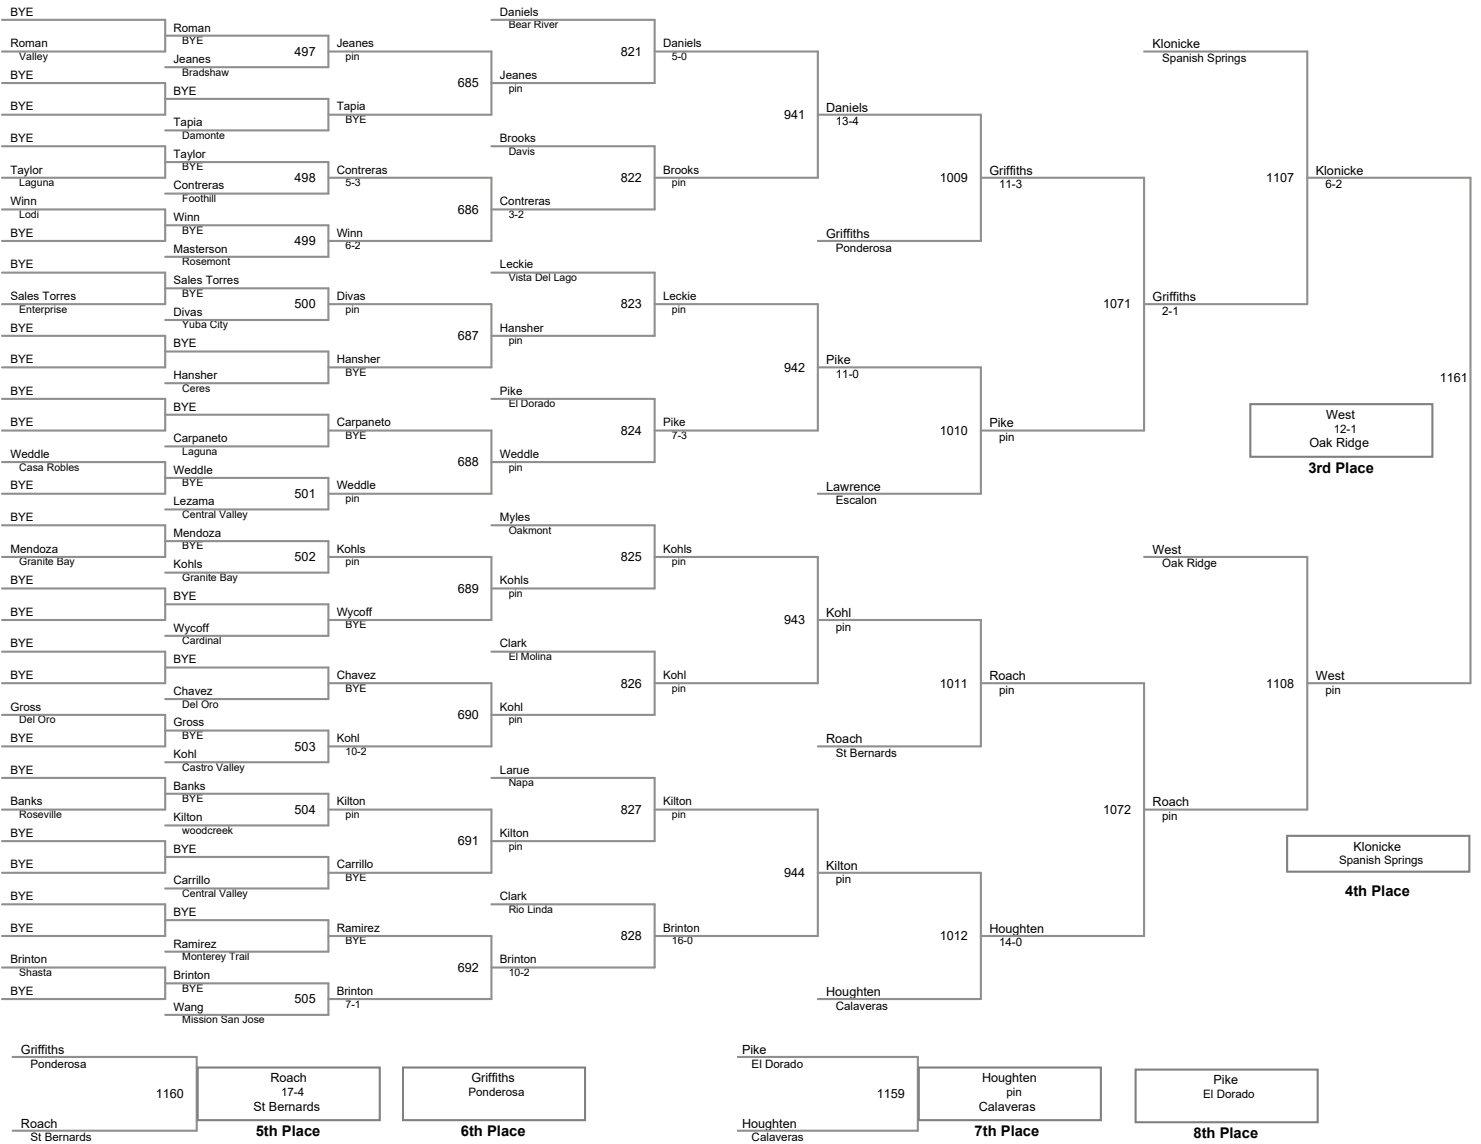 BYE
Roman
Valley
BYE
BYE
BYE
Taylor
Laguna
Winn
Lodi
BYE
BYE
Sales Torres
Enterprise
BYE
BYE
BYE
BYE
Weddle
Casa Robles
BYE
BYE
Mendoza
Granite Bay
BYE
BYE
BYE
BYE
Gross
Del Oro
BYE
BYE
Banks
Roseville
BYE
BYE
BYE
BYE
Brinton
Shasta
BYE
Roman
BYE
497
Jeanes
Bradshaw
BYE
Tapia
Damonte
Taylor
BYE
498
Contreras
Foothill
Winn
BYE
499
Masterson
Rosemont
Sales Torres
BYE
500
Divas
Yuba City
BYE
Hansher
Ceres
BYE
Carpaneto
Laguna
Weddle
BYE
501
Lezama
Central Valley
Mendoza
BYE
502
Kohls
Granite Bay
BYE
Wycoff
Cardinal
BYE
Chavez
Del Oro
Gross
BYE
503
Kohl
Castro Valley
Banks
BYE
504
Kilton
woodcreek
BYE
Carrillo
Central Valley
BYE
Ramirez
Monterey Trail
Brinton
BYE
505
Wang
Mission San Jose
Jeanes
pin
685
Tapia
BYE
Contreras
5-3
686
Winn
6-2
Divas
pin
687
Hansher
BYE
Carpaneto
BYE
688
Weddle
pin
Kohls
pin
689
Wycoff
BYE
Chavez
BYE
690
Kohl
10-2
Kilton
pin
691
Carrillo
BYE
Ramirez
BYE
692
Brinton
7-1
Daniels
Bear River
821
Jeanes
pin
Brooks
Davis
822
Contreras
3-2
Leckie
Vista Del Lago
823
Hansher
pin
Pike
El Dorado
824
Weddle
pin
Myles
Oakmont
825
Kohls
pin
Clark
El Molina
826
Kohl
pin
Larue
Napa
827
Kilton
pin
Clark
Rio Linda
828
Brinton
10-2
Daniels
5-0
941
Brooks
pin
Leckie
pin
942
Pike
7-3
Kohls
pin
943
Kohl
pin
Kilton
pin
944
Brinton
16-0
Daniels
13-4
1009
Griffiths
Ponderosa
Pike
11-0
1010
Lawrence
Escalon
Kohl
pin
1011
Roach
St Bernards
Kilton
pin
1012
Houghten
Calaveras
Griffiths
11-3
1071
Pike
pin
Roach
pin
1072
Houghten
14-0
Klonicke
Spanish Springs
1107
Griffiths
2-1
West
Oak Ridge
1108
Roach
pin
Klonicke
6-2
1161
West
pin
West
12-1
Oak Ridge
3rd Place
Klonicke
Spanish Springs
4th Place
Griffiths
Ponderosa
1160
Roach
St Bernards
Roach
17-4
St Bernards
5th Place
Griffiths
Ponderosa
6th Place
Pike
El Dorado
1159
Houghten
Calaveras
Houghten
pin
Calaveras
7th Place
Pike
El Dorado
8th Place